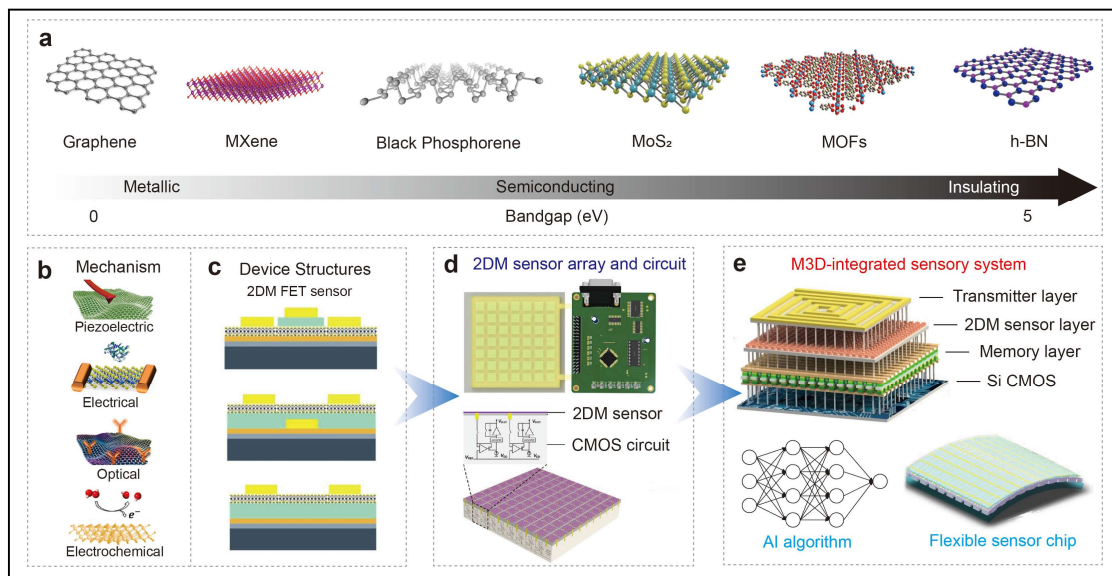 a
Graphene
MXene
Black Phosphorene
MoS₂
MOFs
h-BN
Metallic
Semiconducting
Insulating
0
Bandgap (eV)
5
b
Mechanism
Piezoelectric
Electrical
Optical
e⁻
Electrochemical
c
Device Structures
2DM FET sensor
d
2DM sensor array and circuit
2DM sensor
CMOS circuit
e
M3D-integrated sensory system
Transmitter layer
2DM sensor layer
Memory layer
Si CMOS
AI algorithm
Flexible sensor chip